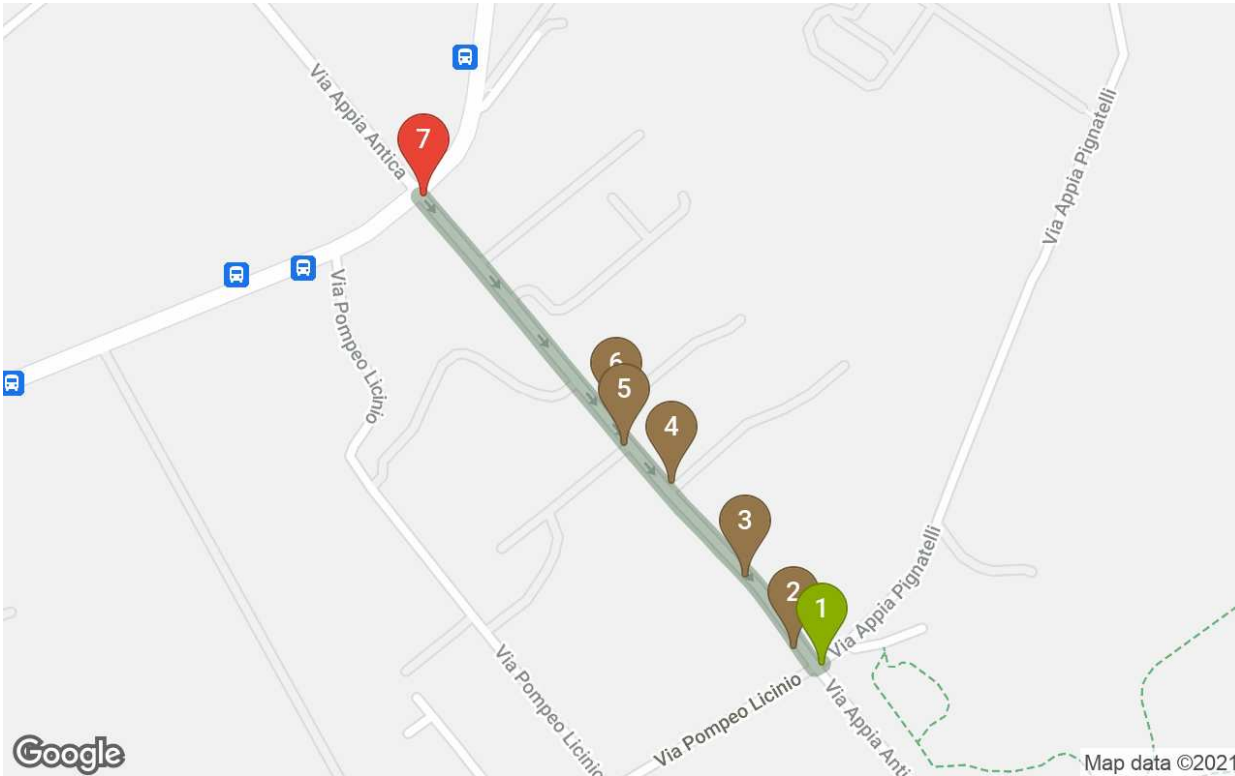 Via Appia Antica
7
Via Appia Pignatelli
Via Pompeo Licinio
6
5
4
3
2
1
Via Appia Pignatelli
Via Pompeo Licinio
Via Pompeo Licinio
Via Appia Anti
Google
Map data ©2021